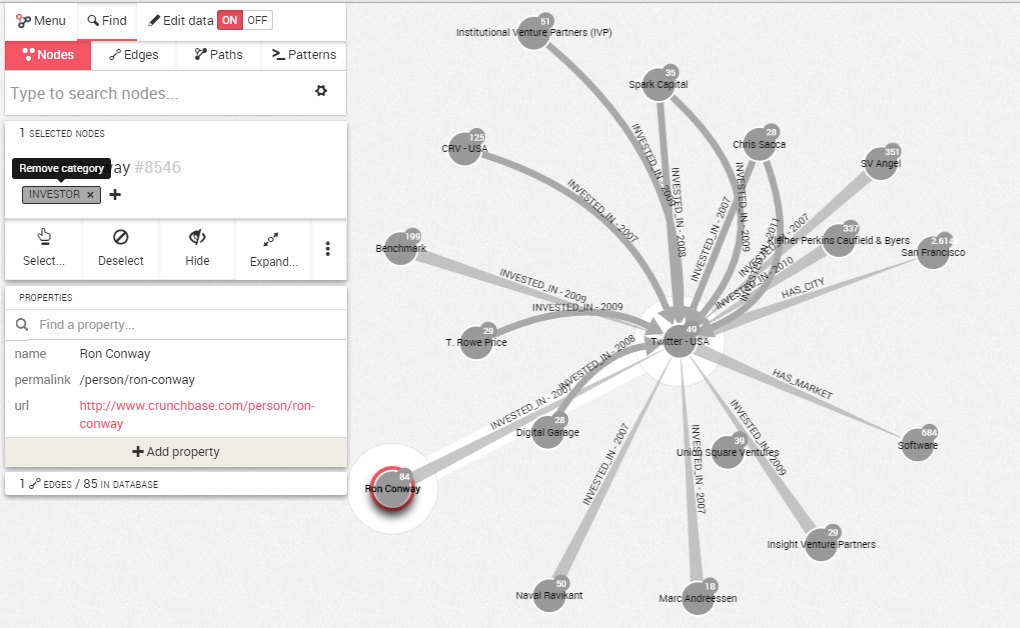 Menu Find Edit data ON OFF
Nodes Edges Paths Patterns
Type to search nodes...
1 SELECTED NODES
Remove category way #8546
INVESTOR × +
Select... Deselect Hide Expand...
PROPERTIES
Find a property...
name Ron Conway
permalink /person/ron-conway
url http://www.crunchbase.com/person/ron-
conway
+ Add property
1 EDGES / 85 IN DATABASE
51
Institutional Venture Partners (IVP)
35
Spark Capital
28
Chris Sacca
125
CRV - USA
351
SV Angel
199
Benchmark
337
Kleiner Perkins Caufield & Byers
2.614
San Francisco
29
T. Rowe Price
49
Twitter - USA
28
Digital Garage
39
Union Square Ventures
684
Software
84
Ron Conway
29
Insight Venture Partners
50
Naval Ravikant
18
Marc Andreessen
INVESTED_IN - 2009
INVESTED_IN - 2008
INVESTED_IN - 2007
INVESTED_IN - 2009
INVESTED_IN - 2007
INVESTED_IN - 2007
INVESTED_IN - 2011
INVESTED_IN - 2010
HAS_CITY
INVESTED_IN - 2009
INVESTED_IN - 2009
INVESTED_IN - 2008
INVESTED_IN - 2007
HAS_MARKET
INVESTED_IN - 2009
INVESTED_IN - 2007
INVESTED_IN - 2007